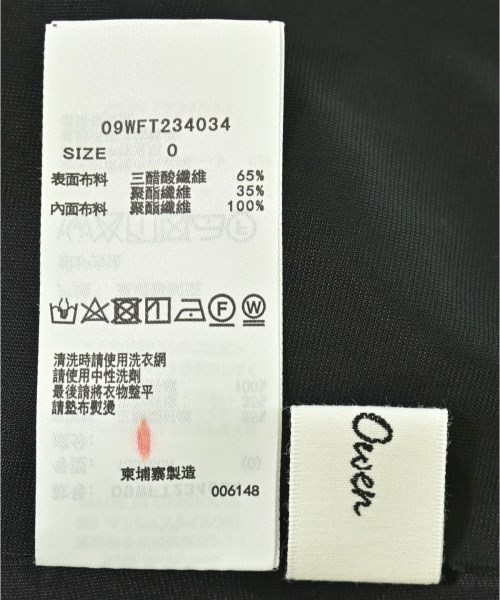 09WFT234034
SIZE 0
表面布料 三醋酸纖維 65%
聚酯纖維 35%
內面布料 聚酯纖維 100%
F W
清洗時請使用洗衣網
請使用中性洗劑
最後請將衣物整平
請墊布熨燙
柬埔寨製造
006148
Owen